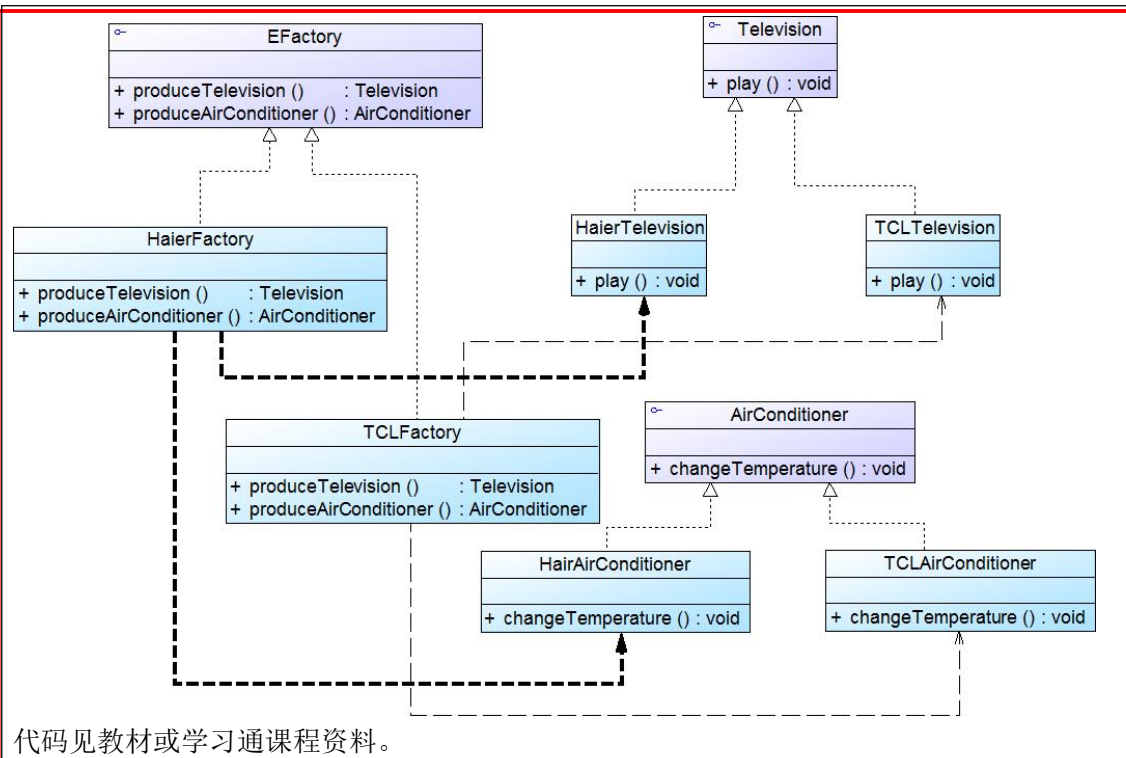 EFactory
+ produceTelevision () : Television
+ produceAirConditioner () : AirConditioner
Television
+ play () : void
HaierFactory
+ produceTelevision () : Television
+ produceAirConditioner () : AirConditioner
HaierTelevision
+ play () : void
TCLTelevision
+ play () : void
TCLFactory
+ produceTelevision () : Television
+ produceAirConditioner () : AirConditioner
AirConditioner
+ changeTemperature () : void
HairAirConditioner
+ changeTemperature () : void
TCLAirConditioner
+ changeTemperature () : void
代码见教材或学习通课程资料。